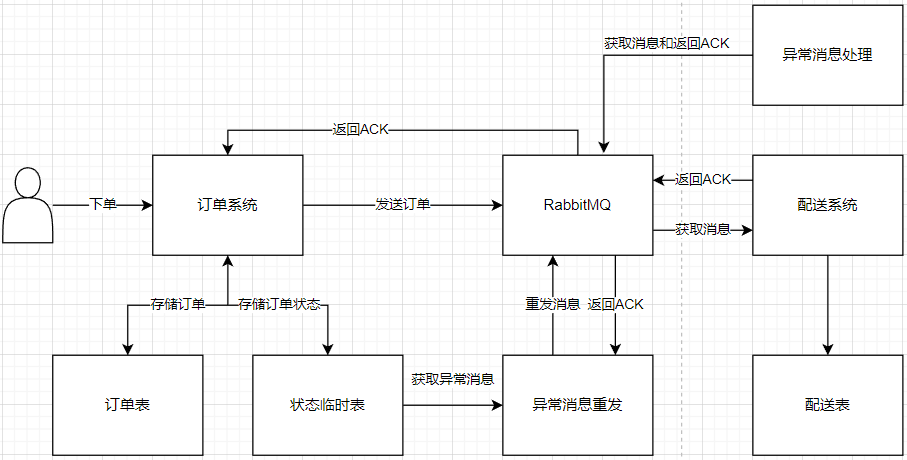 获取消息和返回ACK
异常消息处理
返回ACK
下单
订单系统
发送订单
RabbitMQ
返回ACK
配送系统
获取消息
存储订单
存储订单状态
重发消息
返回ACK
获取异常消息
订单表
状态临时表
异常消息重发
配送表